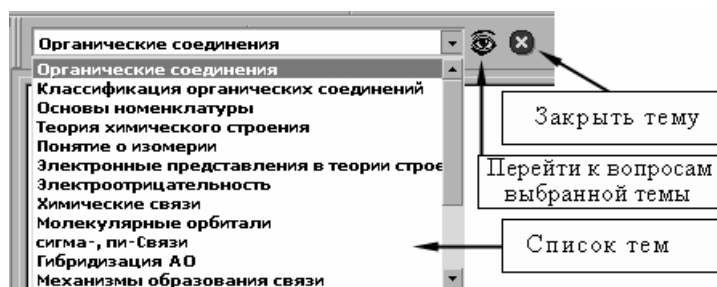 Органические соединения
Органические соединения
Классификация органических соединений
Основы номенклатуры
Теория химического строения
Понятие о изомерии
Электронные представления в теории строе
Электроотрицательность
Химические связи
Молекулярные орбитали
сигма-, пи-Связи
Гибридизация АО
Механизмы образования связи
Закрыть тему
Перейти к вопросам
выбранной темы
Список тем